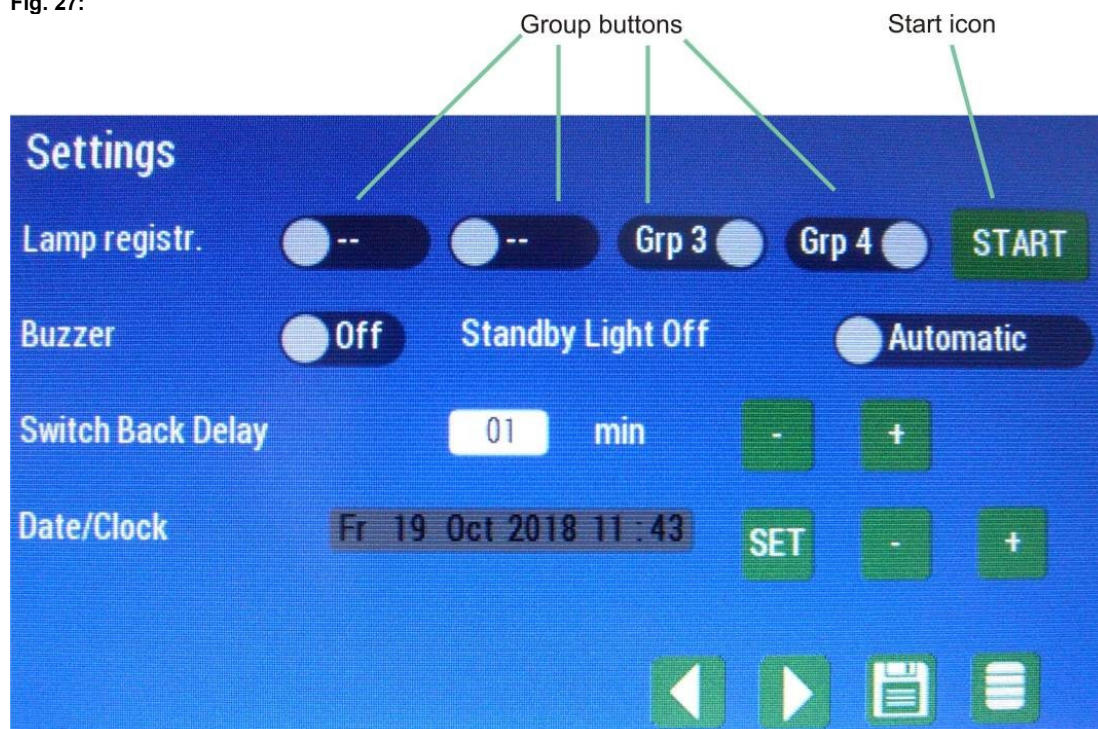 Fig. 27:
Group buttons Start icon
Settings
Lamp registr. -- -- Grp 3 Grp 4 START
Buzzer Off Standby Light Off Automatic
Switch Back Delay 01 min - +
Date/Clock Fr 19 Oct 2018 11:43 SET - +